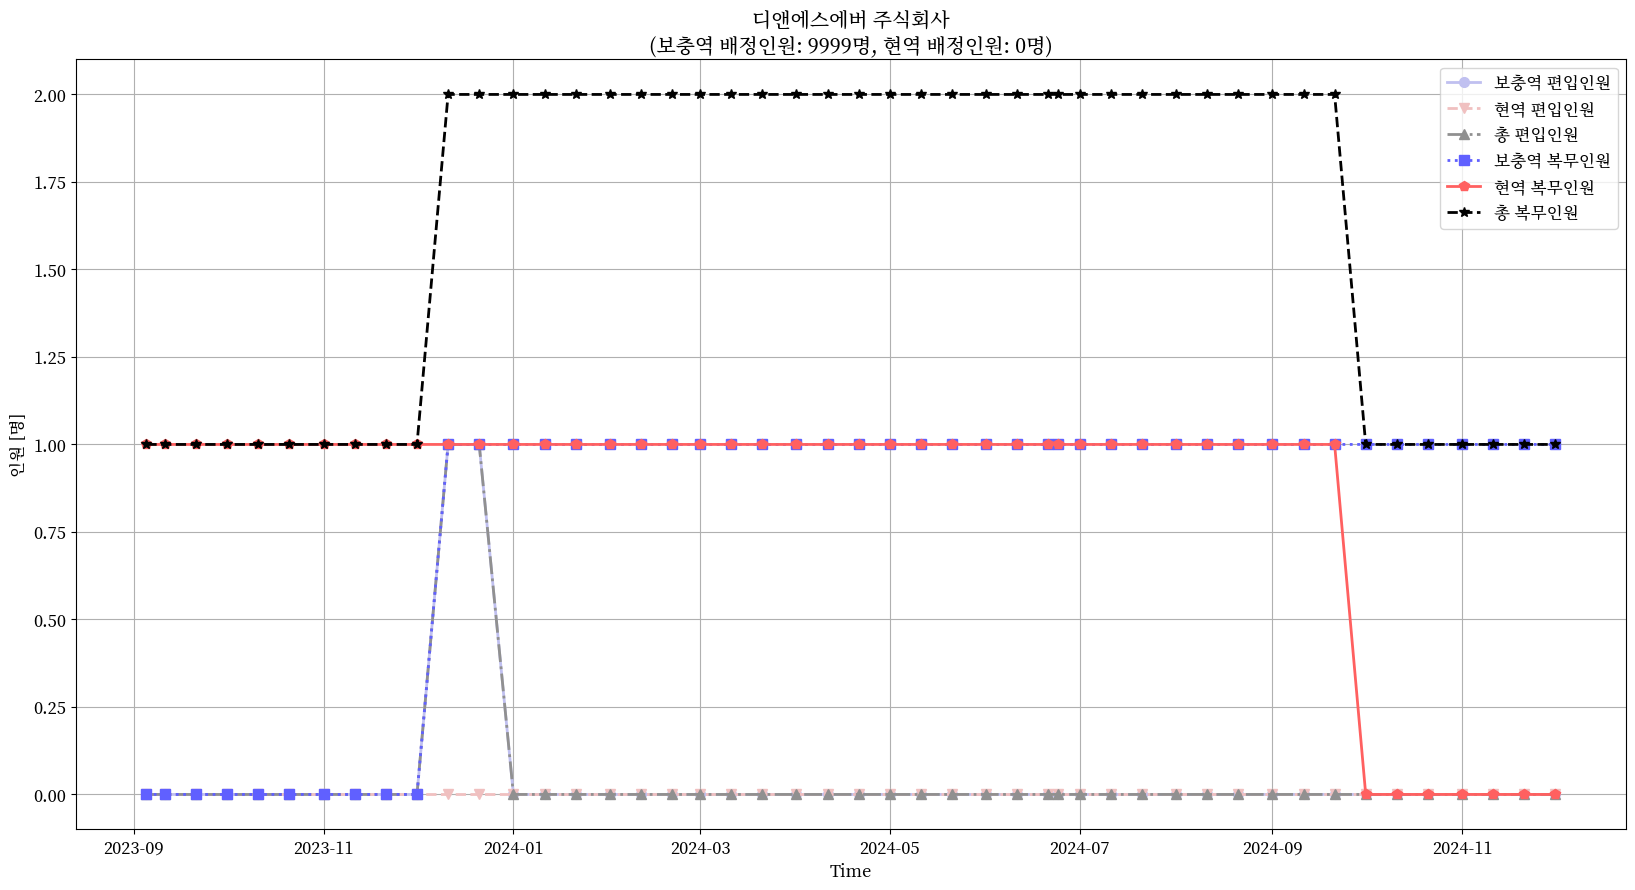 디앤에스에버 주식회사
(보충역 배정인원: 9999명, 현역 배정인원: 0명)
보충역 편입인원
현역 편입인원
총 편입인원
보충역 복무인원
현역 복무인원
총 복무인원
2.00
1.75
1.50
1.25
1.00
0.75
0.50
0.25
0.00
인원 [명]
2023-09 2023-11 2024-01 2024-03 2024-05 2024-07 2024-09 2024-11
Time